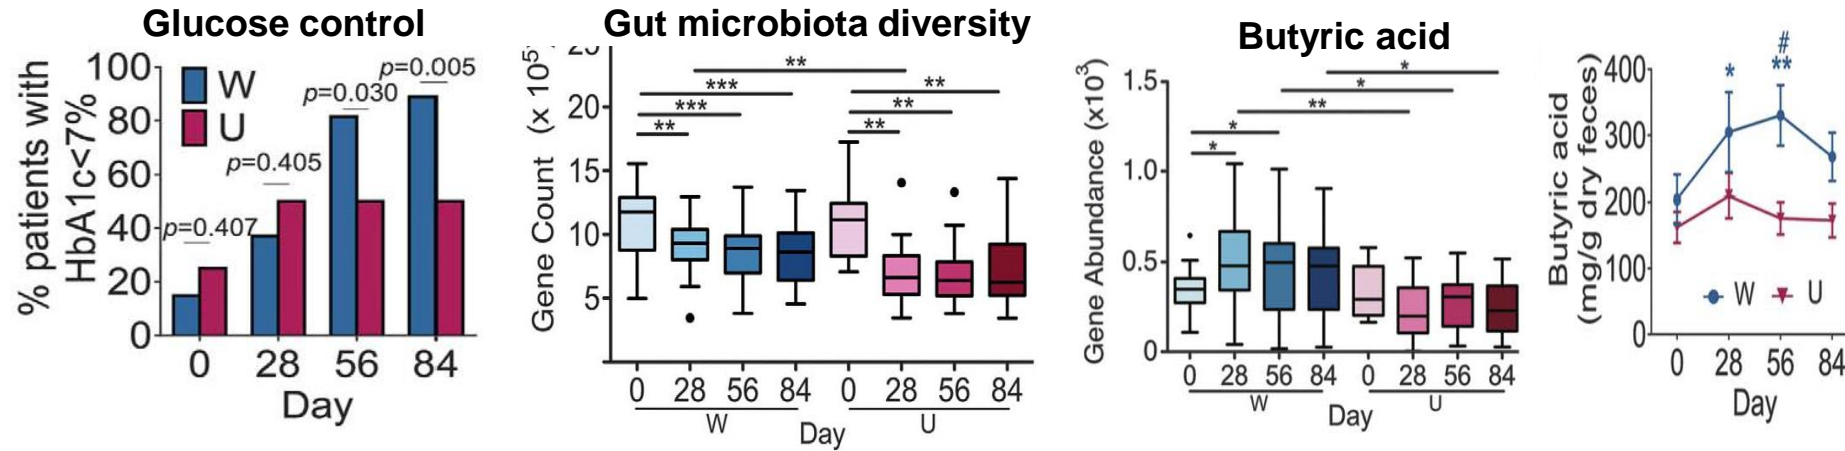 Glucose control
% patients with
HbA1c<7%
100
80
60
40
20
0
W
U
p=0.407
p=0.405
p=0.030
p=0.005
0 28 56 84
Day
Gut microbiota diversity
Gene Count (x 10⁵)
20
15
10
5
**
***
***
**
**
**
**
0 28 56 84 0 28 56 84
W U
Day
Butyric acid
Gene Abundance (x10³)
1.5
1.0
0.5
0
*
*
**
*
*
0 28 56 84 0 28 56 84
W U
Day
Butyric acid
(mg/g dry feces)
400
300
200
100
0
#
* **
W U
0 28 56 84
Day